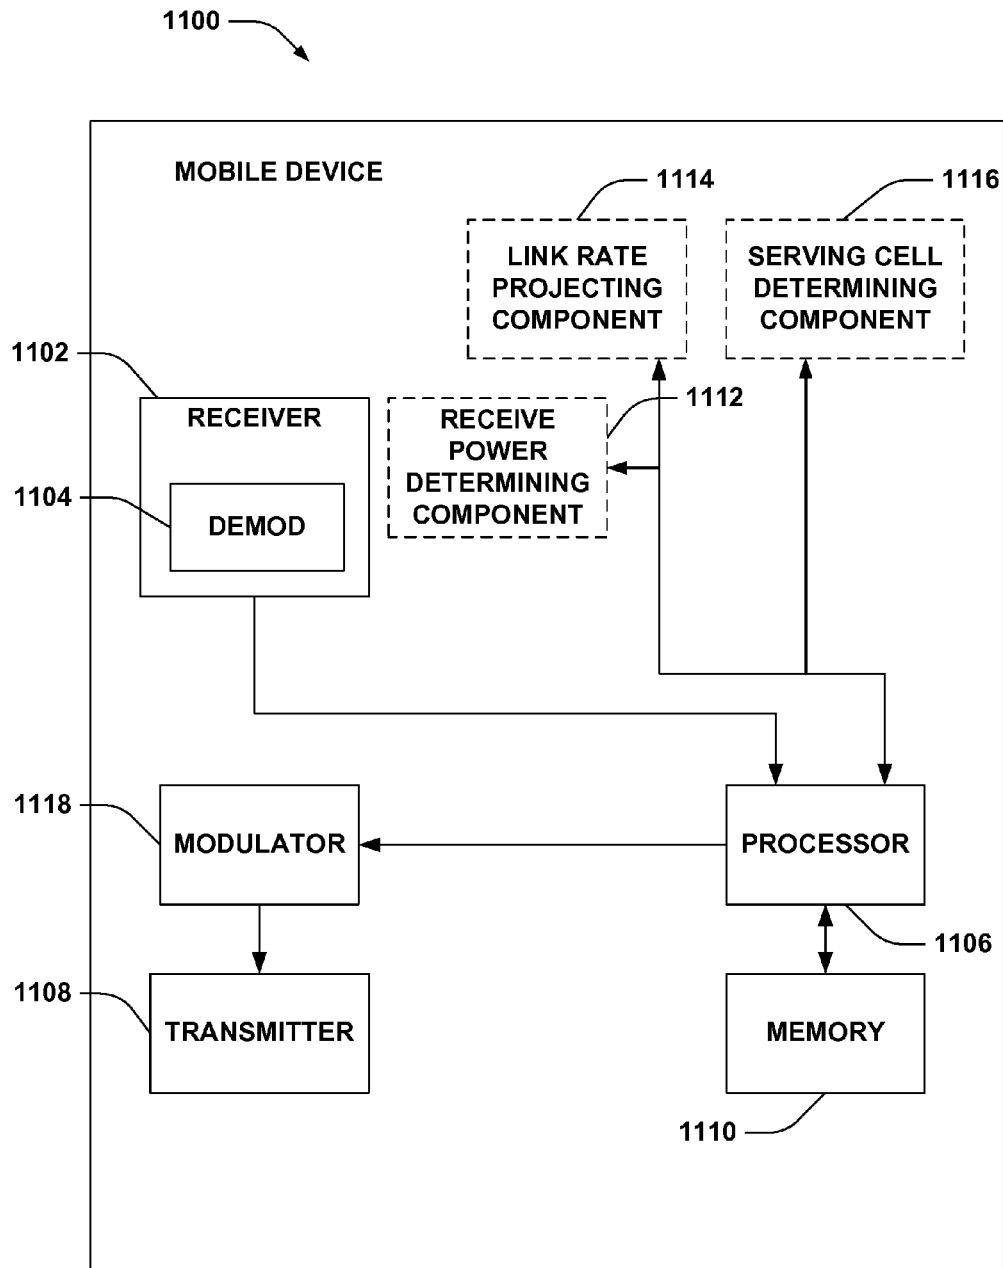 1100
MOBILE DEVICE
1114
1116
LINK RATE
PROJECTING
COMPONENT
SERVING CELL
DETERMINING
COMPONENT
1102
RECEIVER
1112
RECEIVE
POWER
DETERMINING
COMPONENT
1104
DEMOD
1118
MODULATOR
PROCESSOR
1106
1108
TRANSMITTER
MEMORY
1110